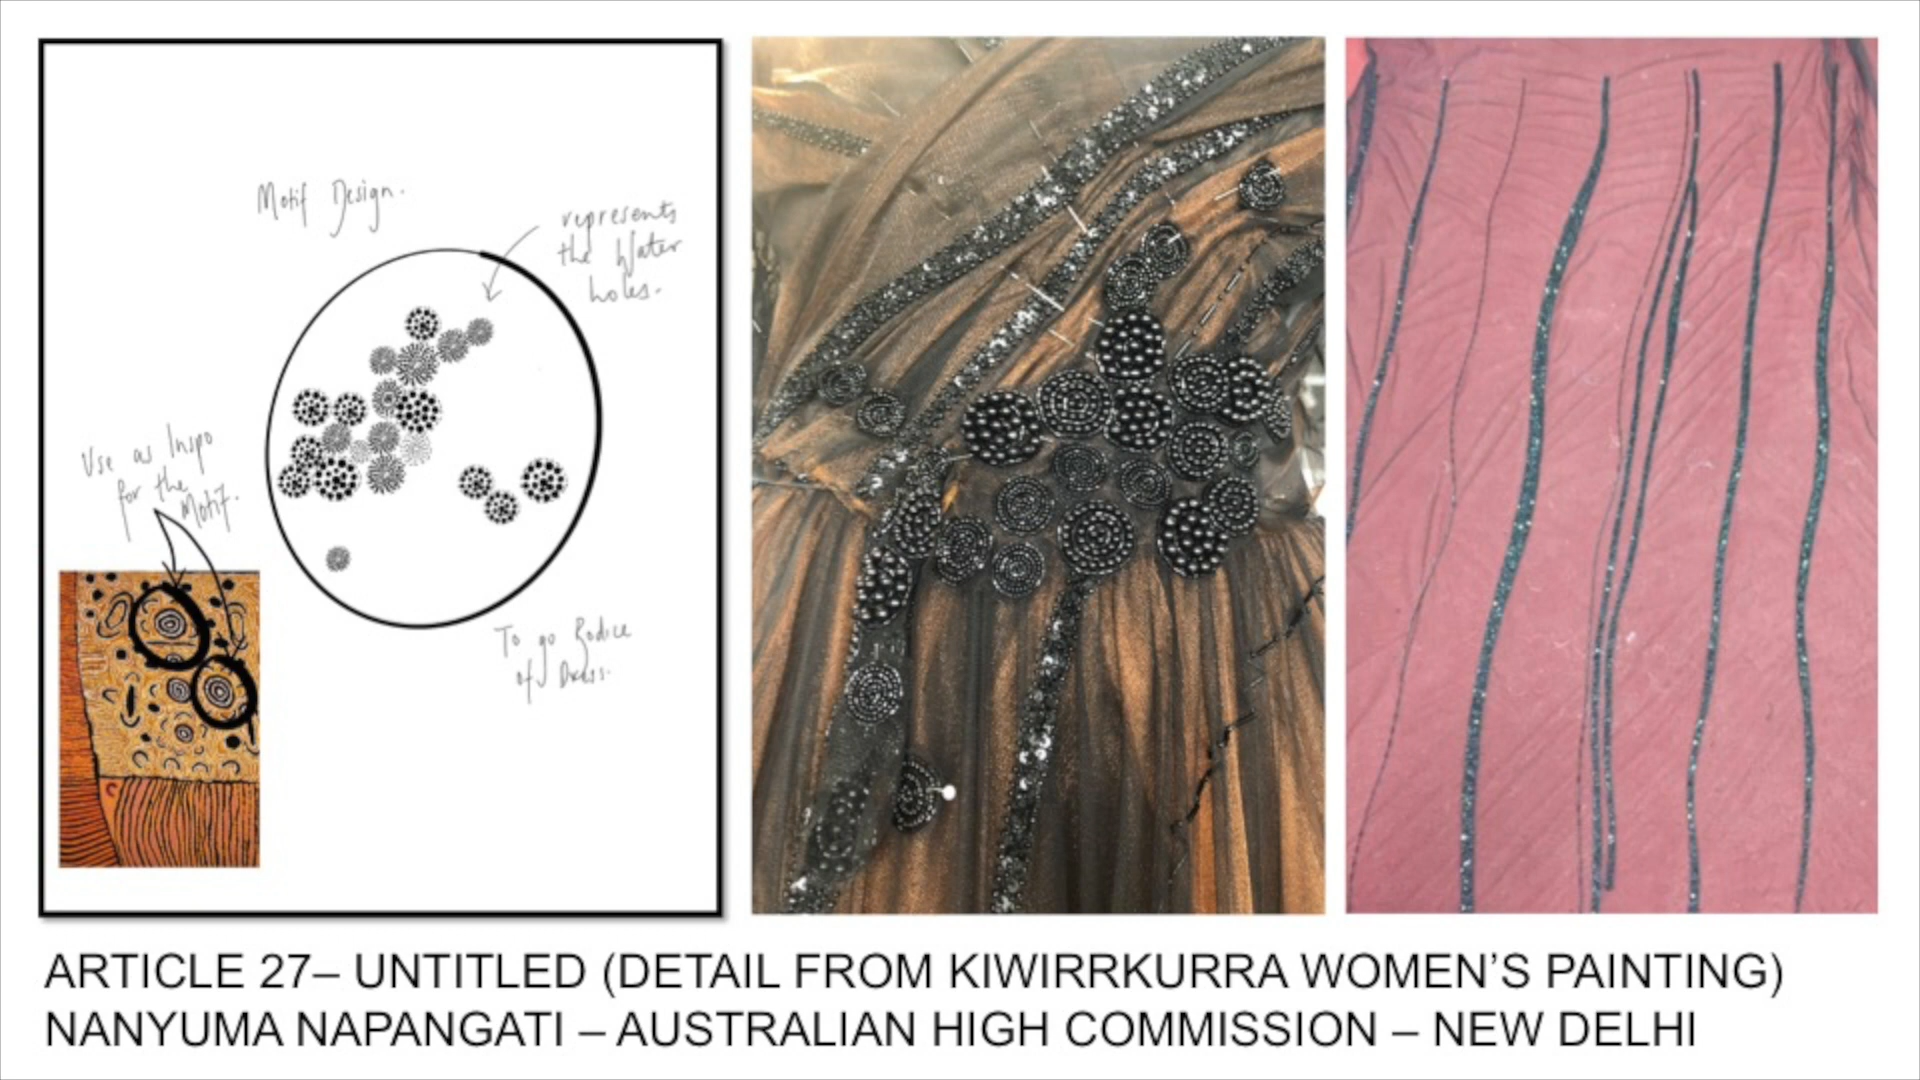 Motif Design.
represents
the Water
holes.
Use as Inspo
for the
Motif.
To go Bodice
of Dress.
ARTICLE 27– UNTITLED (DETAIL FROM KIWIRRKURRA WOMEN’S PAINTING)
NANYUMA NAPANGATI – AUSTRALIAN HIGH COMMISSION – NEW DELHI